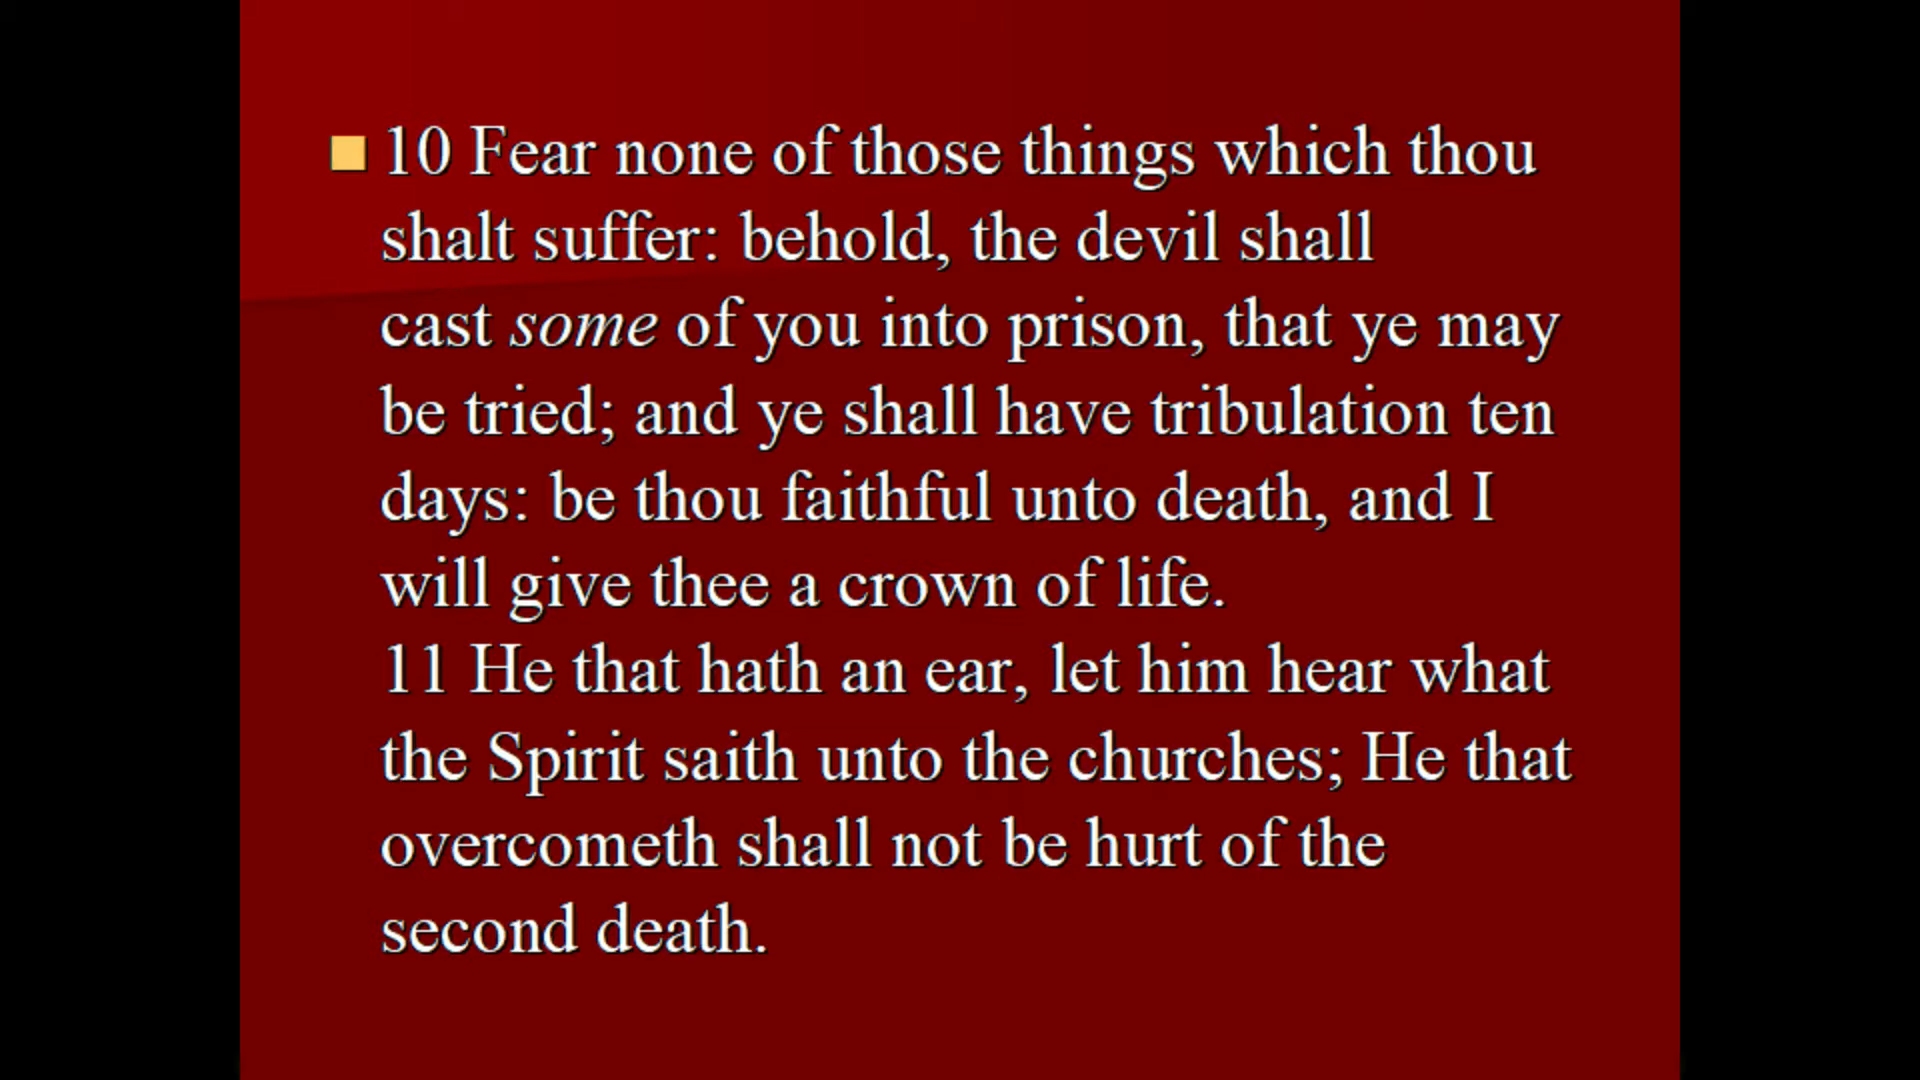 10 Fear none of those things which thou
shalt suffer: behold, the devil shall
cast some of you into prison, that ye may
be tried; and ye shall have tribulation ten
days: be thou faithful unto death, and I
will give thee a crown of life.
11 He that hath an ear, let him hear what
the Spirit saith unto the churches; He that
overcometh shall not be hurt of the
second death.